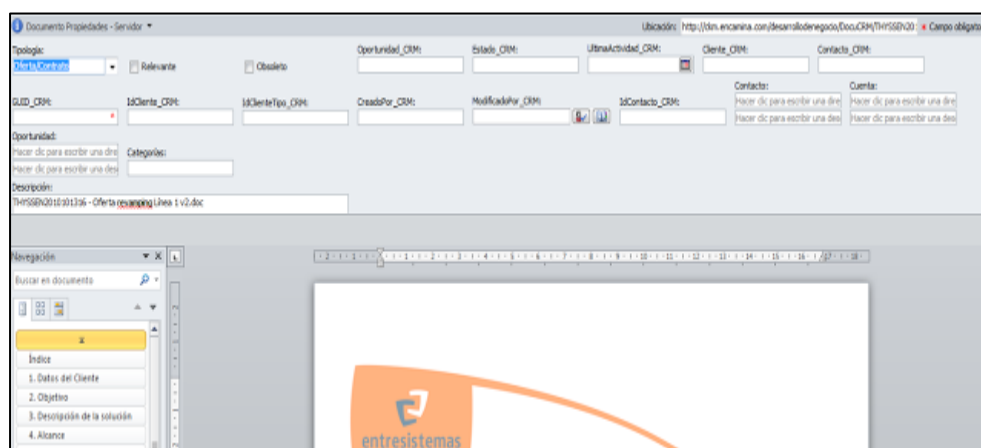 Documento Propiedades - Servidor
Ubicación: http://crm.encamina.com/desarrollodenegocio/DocuCRM/THYSSEN201 * Campo obligato
Tipología: Oportunidad_CRM: Estado_CRM: UltimaActividad_CRM: Cliente_CRM: Contacto_CRM:
Oferta/Contrato Relevante Obsoleto
Contacto: Cuenta:
GUID_CRM: IdCliente_CRM: IdClienteTipo_CRM: CreadoPor_CRM: ModificadoPor_CRM: IdContacto_CRM: Hacer clic para escribir una dire Hacer clic para escribir una dire
* Hacer clic para escribir una des Hacer clic para escribir una des
Oportunidad:
Hacer clic para escribir una dire Categorías:
Hacer clic para escribir una des
Descripción:
THYSSEN2010101316 - Oferta revamping Línea 1 v2.doc
Navegación
Buscar en documento
Índice
1. Datos del Cliente
2. Objetivo
3. Descripción de la solución
4. Alcance
entresistemas